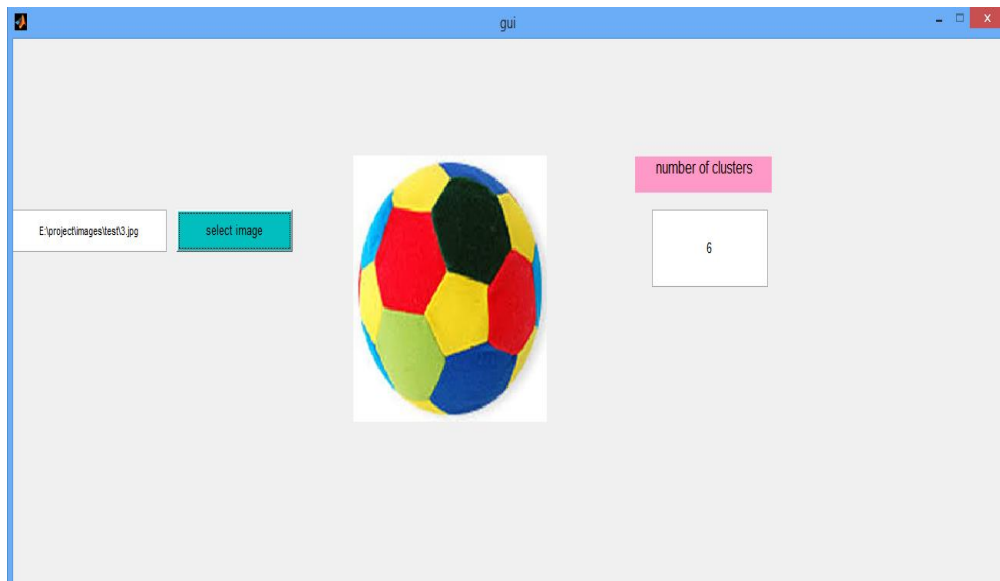 gui
number of clusters
E:\project\images\test\3.jpg
select image
6